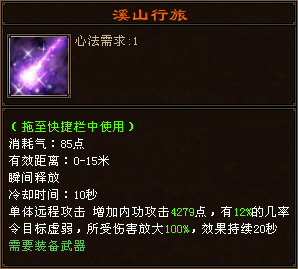 溪山行旅
心法需求:1
（拖至快捷栏中使用）
消耗气：85点
有效距离：0-15米
瞬间释放
冷却时间：10秒
单体远程攻击 增加内功攻击4279点，有12%的几率
令目标虚弱，所受伤害放大100%，效果持续20秒
需要装备武器